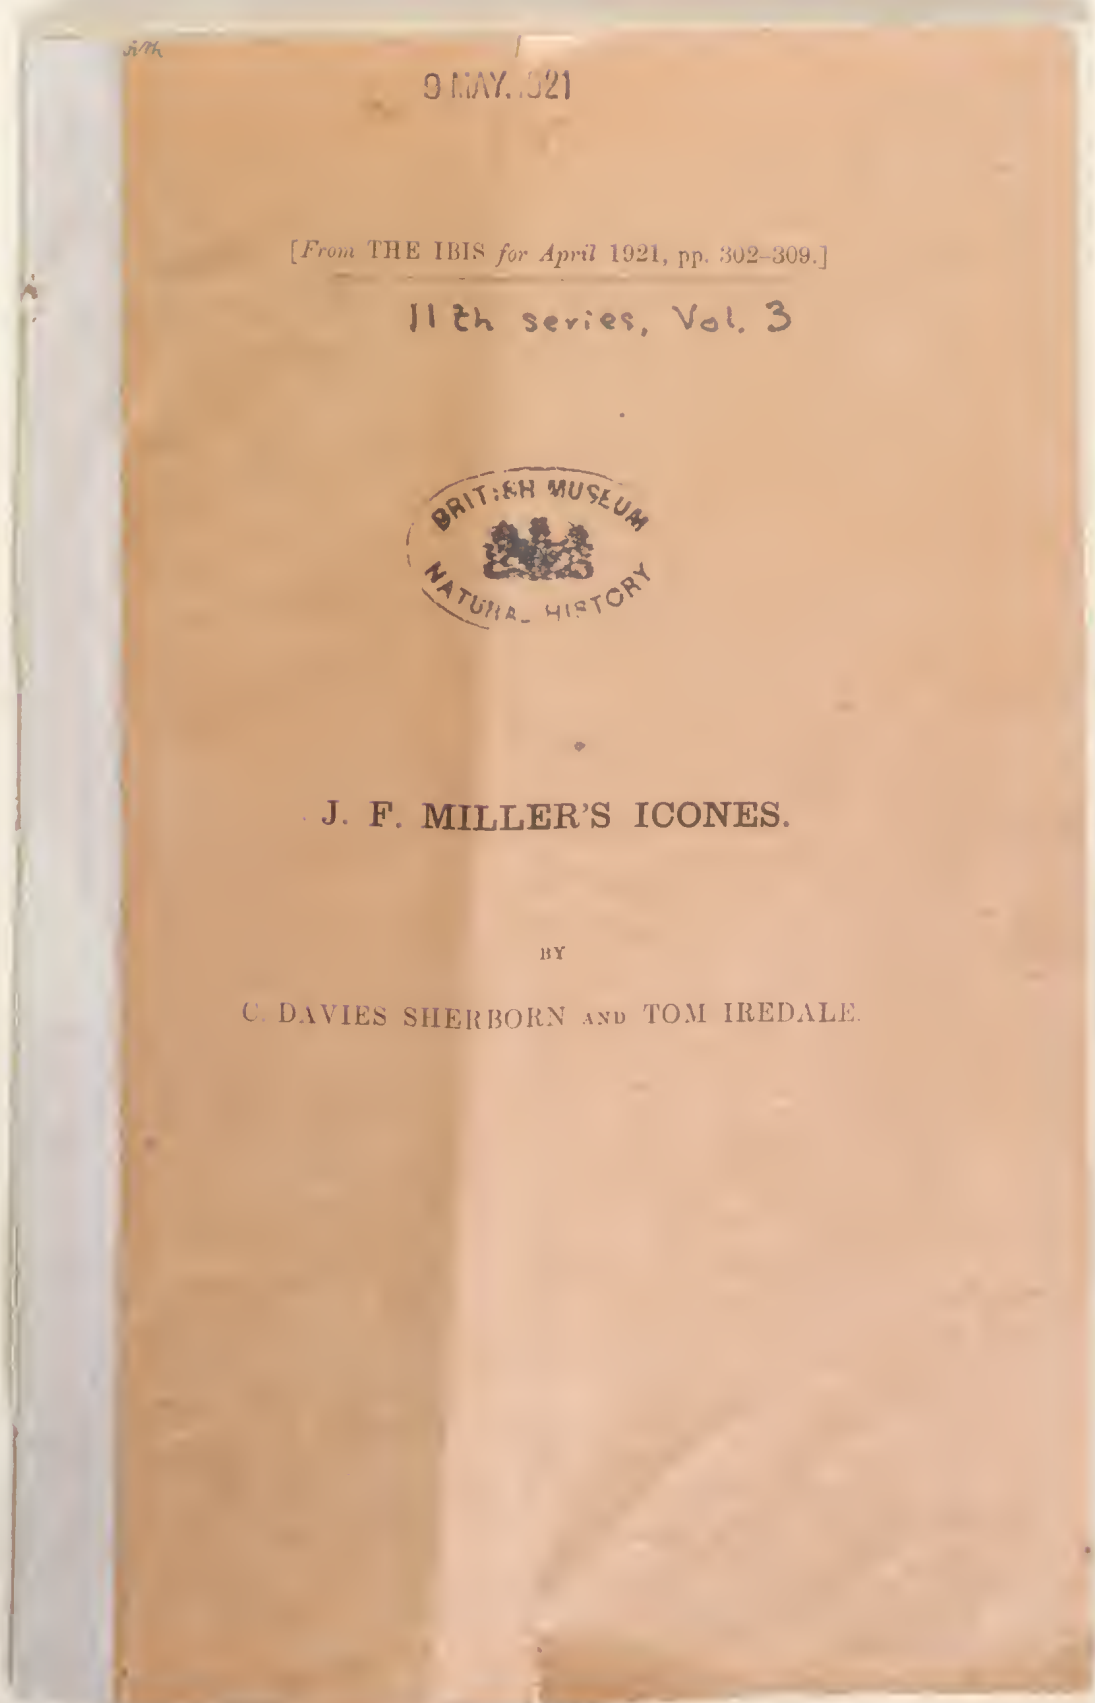 9 MAY. 1921
[From THE IBIS for April 1921, pp. 302–309.]
11th series, Vol. 3
BRITISH MUSEUM
NATURAL HISTORY
J. F. MILLER'S ICONES.
BY
C. DAVIES SHERBORN AND TOM IREDALE.